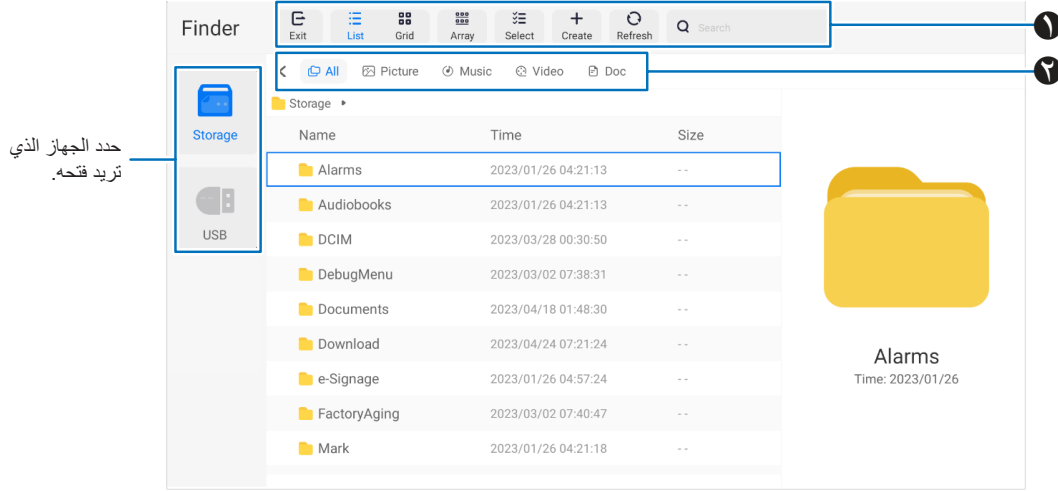 Finder
Exit List Grid Array Select Create Refresh Search
١
All Picture Music Video Doc
٢
Storage
USB
حدد الجهاز الذي
تريد فتحه.
Storage
Name Time Size
Alarms 2023/01/26 04:21:13 - -
Audiobooks 2023/01/26 04:21:13 - -
DCIM 2023/03/28 00:30:50 - -
DebugMenu 2023/03/02 07:38:31 - -
Documents 2023/04/18 01:48:30 - -
Download 2023/04/24 07:21:24 - -
e-Signage 2023/01/26 04:57:24 - -
FactoryAging 2023/03/02 07:40:47 - -
Mark 2023/01/26 04:21:18 - -
Alarms
Time: 2023/01/26